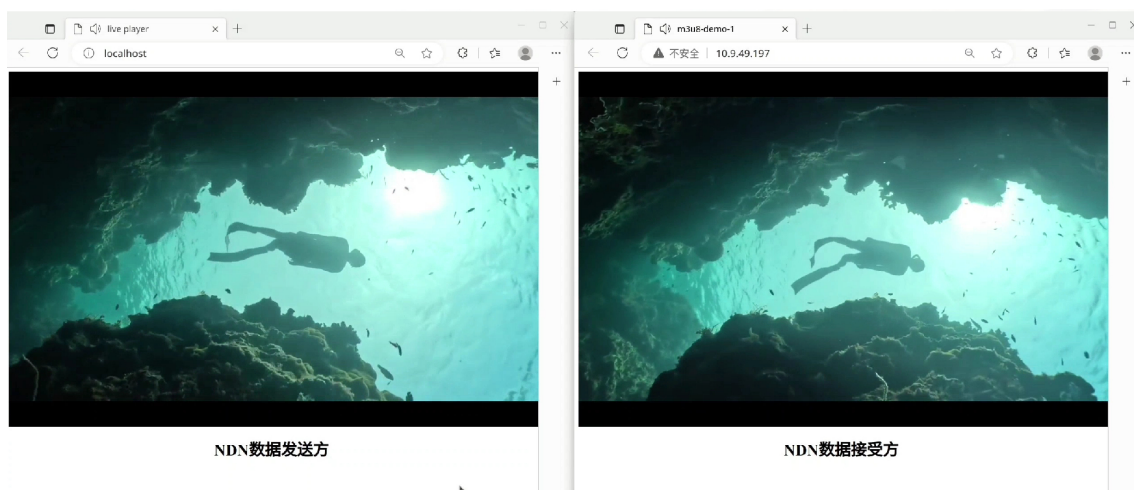 live player
localhost
NDN数据发送方
m3u8-demo-1
不安全 | 10.9.49.197
NDN数据接受方